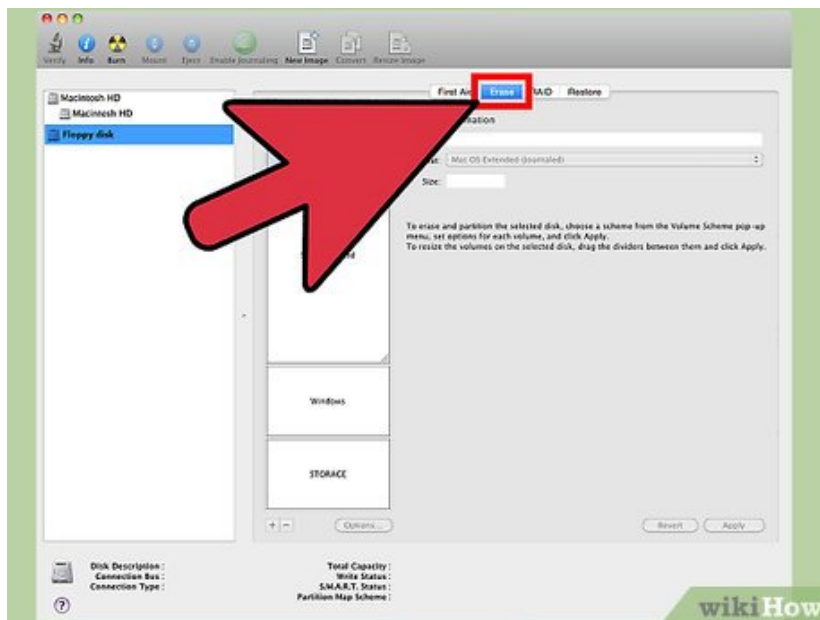 Verify Info Burn Mount Eject Enable Journaling New Image Convert Resize Image
First Aid Erase RAID Restore
Macintosh HD
Macintosh HD
Floppy disk
Mac OS Extended (Journaled)
Size:
To erase and partition the selected disk, choose a scheme from the Volume Scheme pop-up
menu, set options for each volume, and click Apply.
To resize the volumes on the selected disk, drag the dividers between them and click Apply.
Windows
STORAGE
+ − Options... Revert Apply
Disk Description :
Connection Bus :
Connection Type :
Total Capacity :
Write Status :
S.M.A.R.T. Status :
Partition Map Scheme :
?
wikiHow